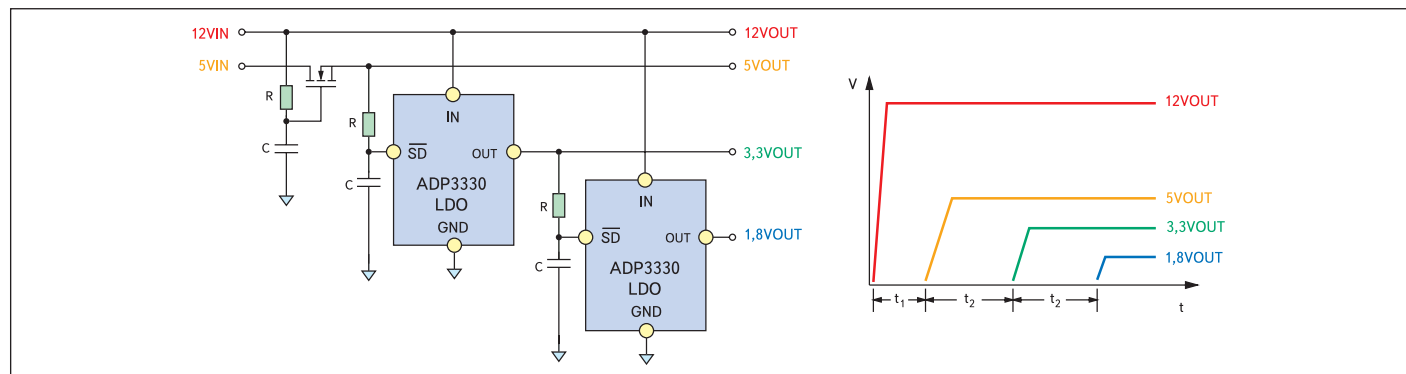 12VIN
12VOUT
5VIN
5VOUT
R
C
R
C
IN
SD
OUT
ADP3330
LDO
GND
3,3VOUT
R
C
IN
SD
OUT
ADP3330
LDO
GND
1,8VOUT
V
12VOUT
5VOUT
3,3VOUT
1,8VOUT
t1
t2
t2
t